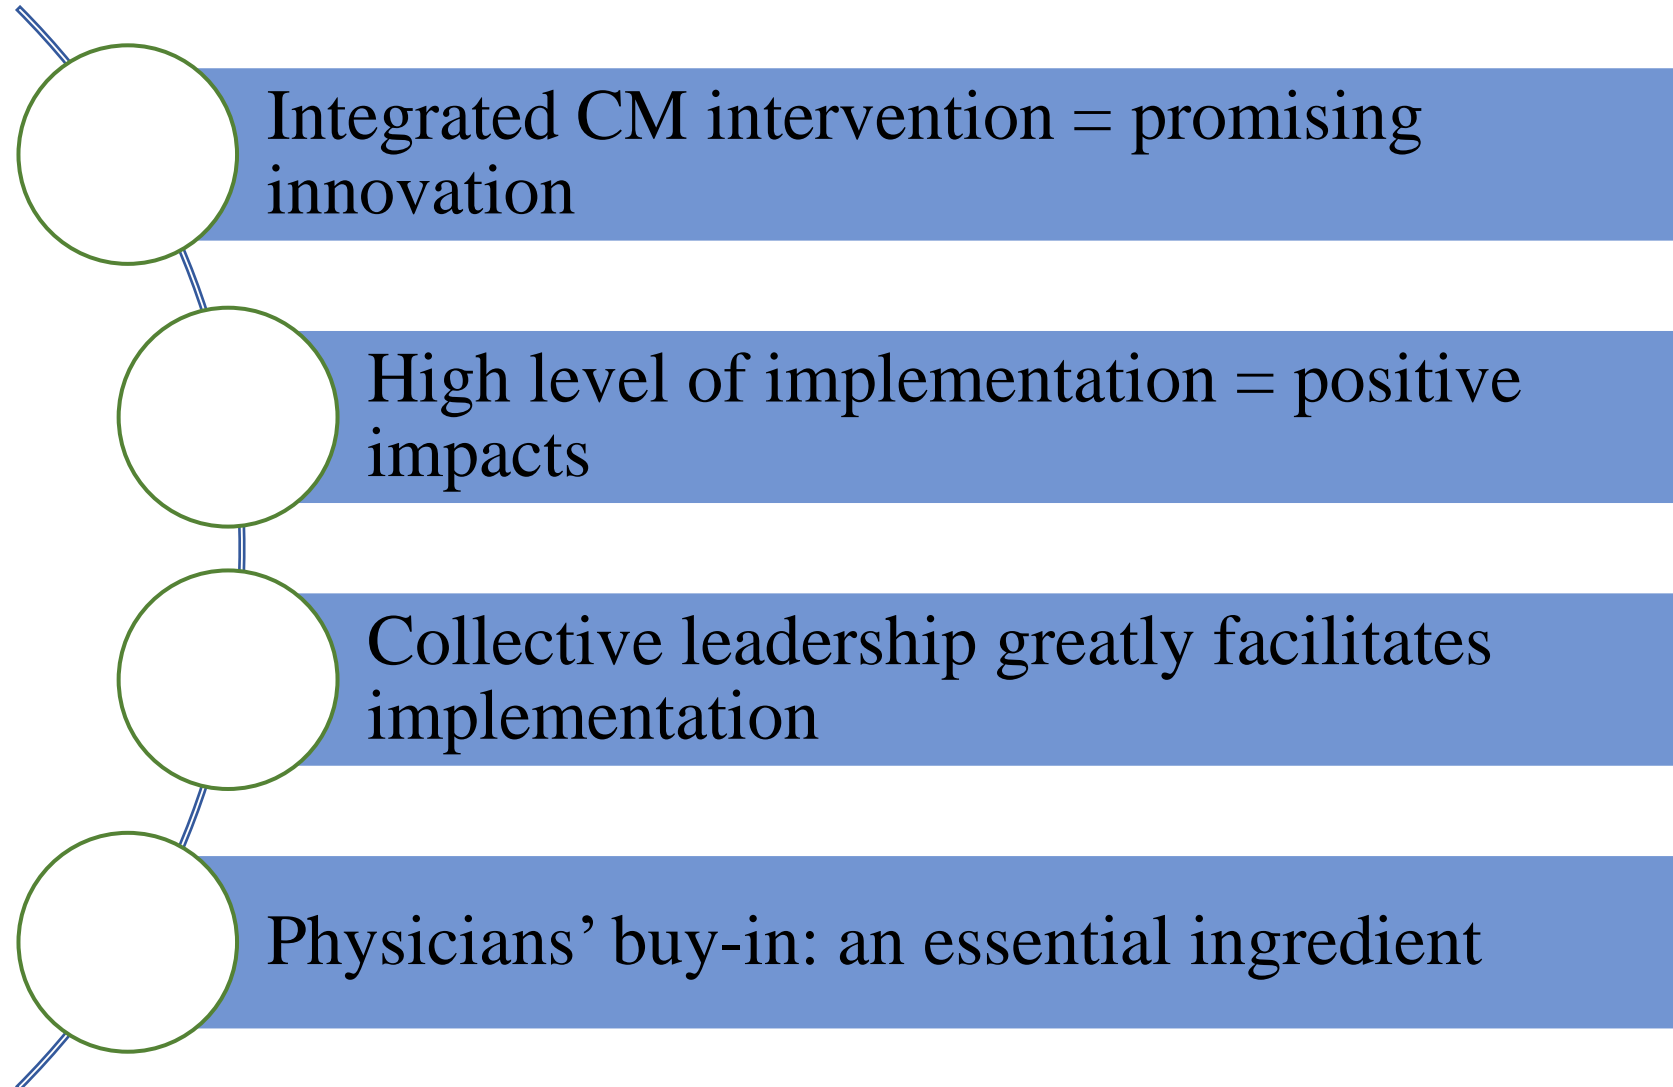 Integrated CM intervention = promising
innovation
High level of implementation = positive
impacts
Collective leadership greatly facilitates
implementation
Physicians’ buy-in: an essential ingredient